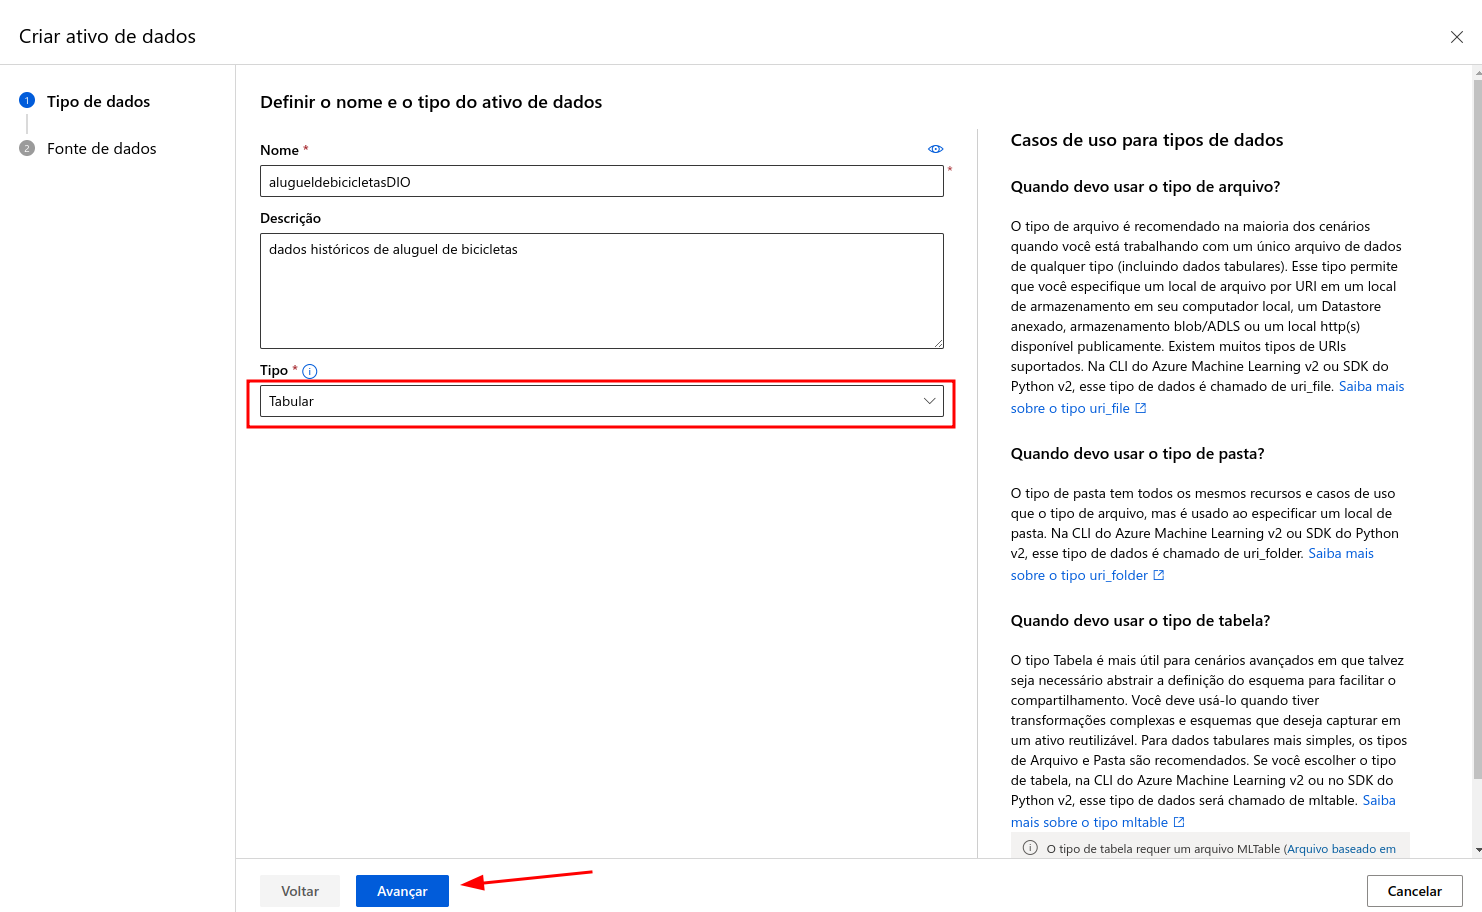 Criar ativo de dados
1 Tipo de dados
2 Fonte de dados
Definir o nome e o tipo do ativo de dados
Nome *
alugueldebicicletasDIO
*
Descrição
dados históricos de aluguel de bicicletas
Tipo *
Tabular
Casos de uso para tipos de dados
Quando devo usar o tipo de arquivo?
O tipo de arquivo é recomendado na maioria dos cenários
quando você está trabalhando com um único arquivo de dados
de qualquer tipo (incluindo dados tabulares). Esse tipo permite
que você especifique um local de arquivo por URI em um local
de armazenamento em seu computador local, um Datastore
anexado, armazenamento blob/ADLS ou um local http(s)
disponível publicamente. Existem muitos tipos de URIs
suportados. Na CLI do Azure Machine Learning v2 ou SDK do
Python v2, esse tipo de dados é chamado de uri_file. Saiba mais
sobre o tipo uri_file
Quando devo usar o tipo de pasta?
O tipo de pasta tem todos os mesmos recursos e casos de uso
que o tipo de arquivo, mas é usado ao especificar um local de
pasta. Na CLI do Azure Machine Learning v2 ou SDK do Python
v2, esse tipo de dados é chamado de uri_folder. Saiba mais
sobre o tipo uri_folder
Quando devo usar o tipo de tabela?
O tipo Tabela é mais útil para cenários avançados em que talvez
seja necessário abstrair a definição do esquema para facilitar o
compartilhamento. Você deve usá-lo quando tiver
transformações complexas e esquemas que deseja capturar em
um ativo reutilizável. Para dados tabulares mais simples, os tipos
de Arquivo e Pasta são recomendados. Se você escolher o tipo
de tabela, na CLI do Azure Machine Learning v2 ou no SDK do
Python v2, esse tipo de dados será chamado de mltable. Saiba
mais sobre o tipo mltable
O tipo de tabela requer um arquivo MLTable (Arquivo baseado em
Voltar
Avançar
Cancelar